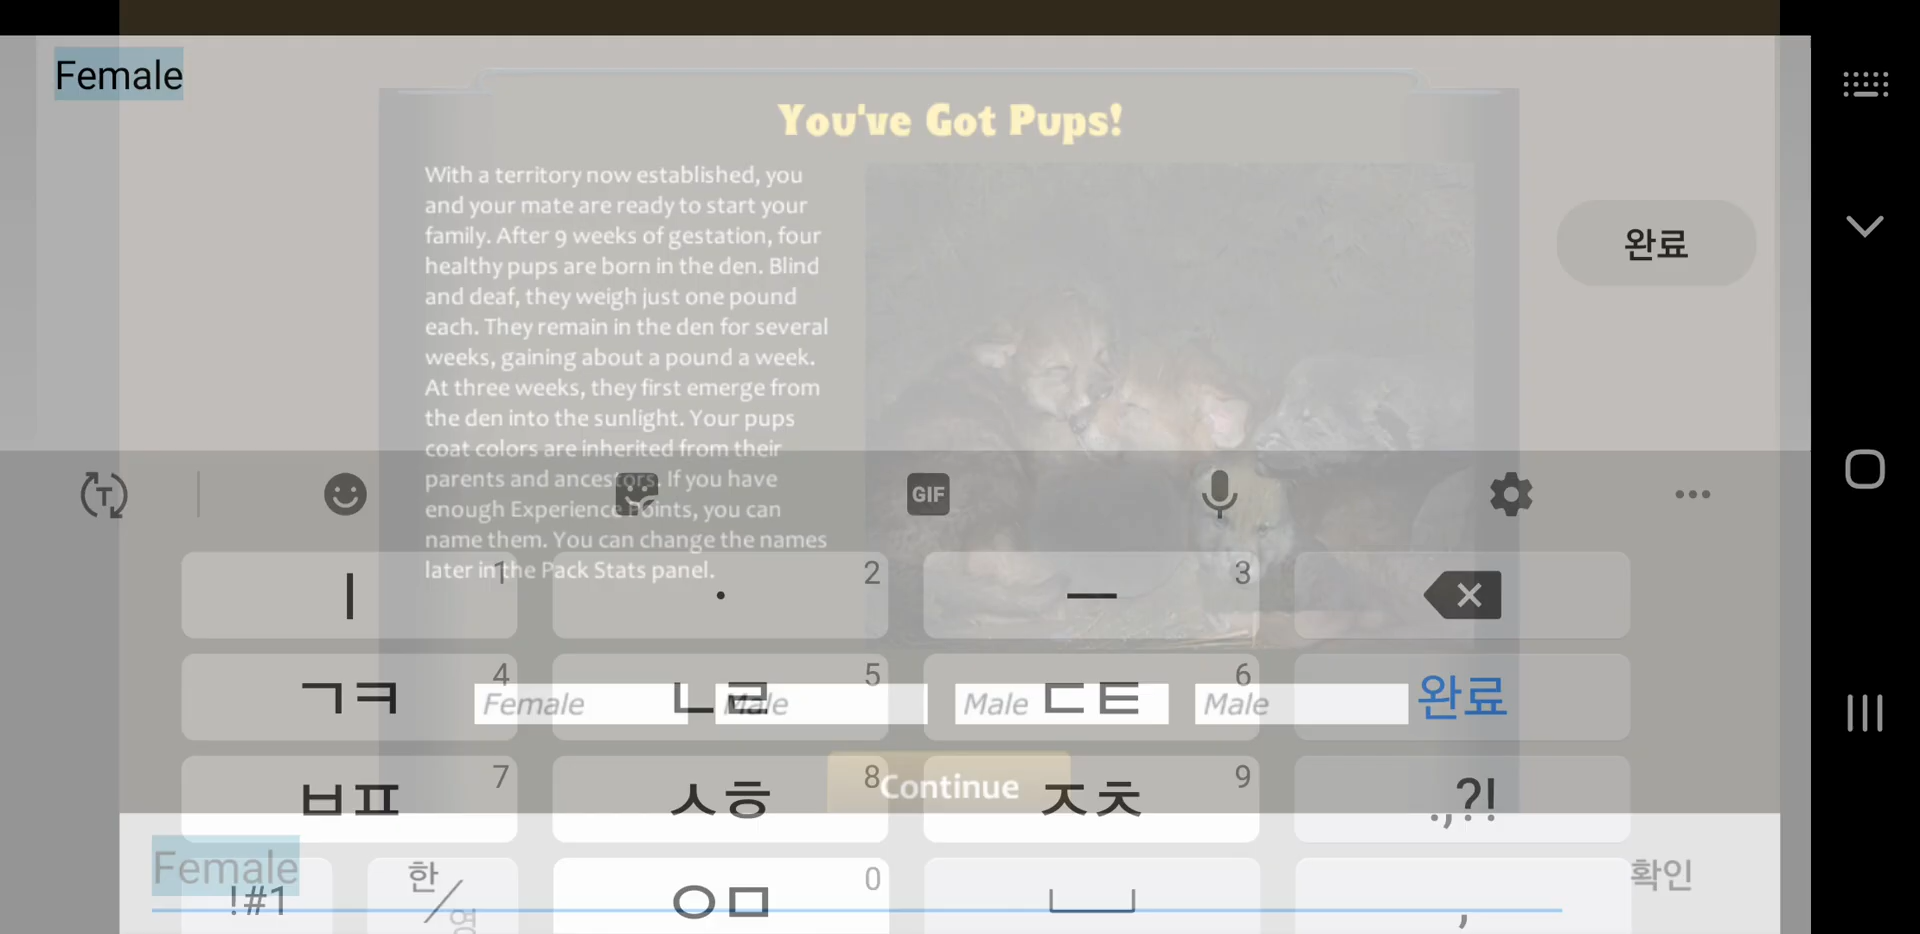 Female
You've Got Pups!
With a territory now established, you
and your mate are ready to start your
family. After 9 weeks of gestation, four
healthy pups are born in the den. Blind
and deaf, they weigh just one pound
each. They remain in the den for several
weeks, gaining about a pound a week.
At three weeks, they first emerge from
the den into the sunlight. Your pups
coat colors are inherited from their
parents and ancestors. If you have
enough Experience Points, you can
name them. You can change the names
later in the Pack Stats panel.
완료
T
GIF
ㅣ 1
· 2
ㅡ 3
ㄱㅋ 4
ㄴㄹ 5
ㄷㅌ 6
완료
Female
Male
Male
Male
ㅂㅍ 7
ㅅㅎ 8
ㅈㅊ 9
.,?!
Continue
Female
확인
!#1
한/영
ㅇㅁ 0
,